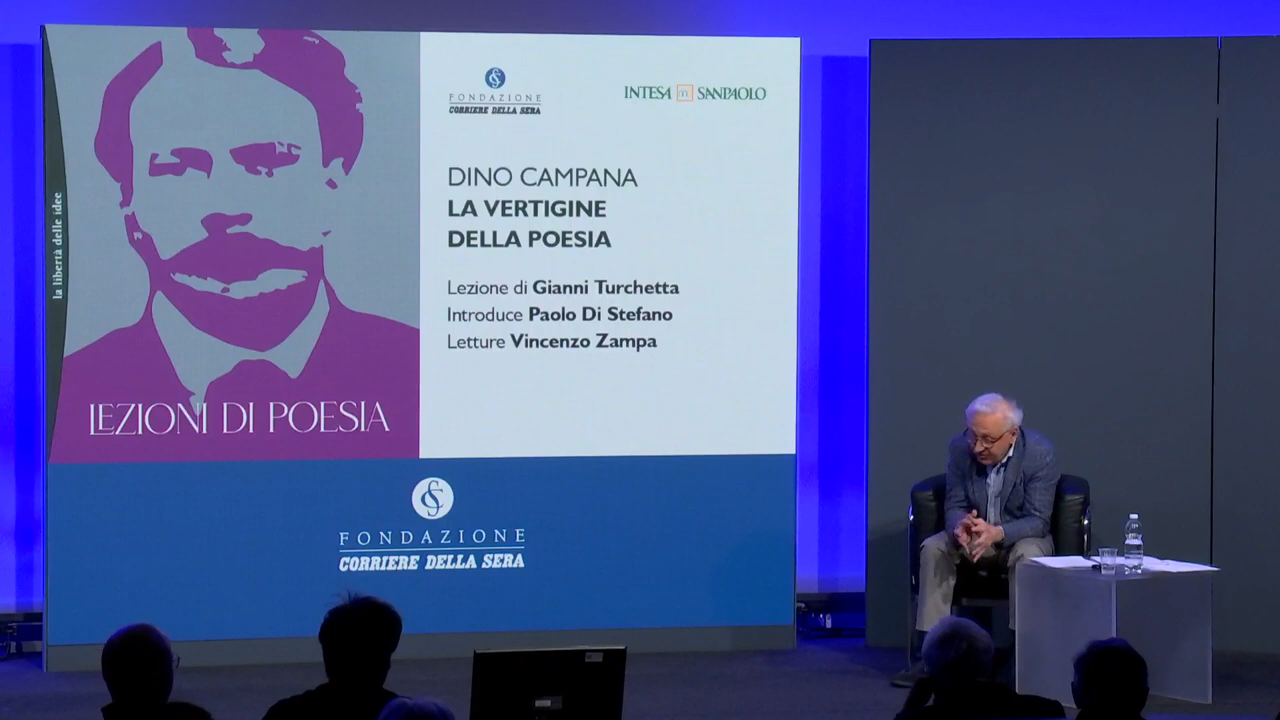 la libertà delle idee
LEZIONI DI POESIA
FONDAZIONE
CORRIERE DELLA SERA
INTESA SANPAOLO
DINO CAMPANA
LA VERTIGINE
DELLA POESIA
Lezione di Gianni Turchetta
Introduce Paolo Di Stefano
Letture Vincenzo Zampa
FONDAZIONE
CORRIERE DELLA SERA